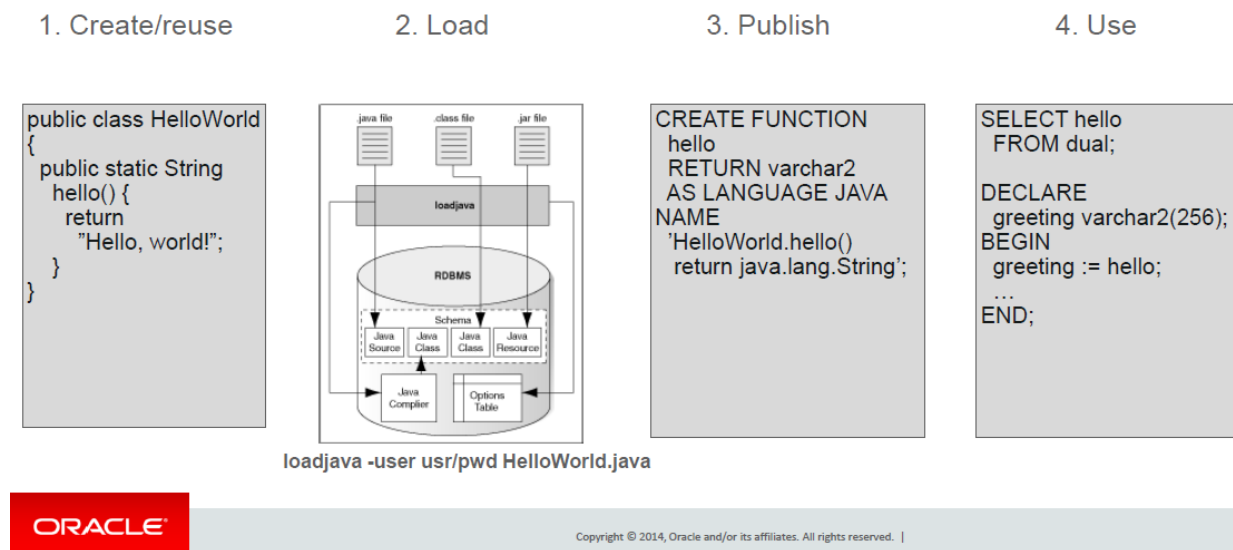 1. Create/reuse
2. Load
3. Publish
4. Use
public class HelloWorld
{
public static String
hello() {
return
"Hello, world!";
}
}
.java file
.class file
.jar file
loadjava
RDBMS
Schema
Java
Source
Java
Class
Java
Class
Java
Resource
Java
Complier
Options
Table
loadjava -user usr/pwd HelloWorld.java
CREATE FUNCTION
hello
RETURN varchar2
AS LANGUAGE JAVA
NAME
'HelloWorld.hello()
return java.lang.String';
SELECT hello
FROM dual;
DECLARE
greeting varchar2(256);
BEGIN
greeting := hello;
…
END;
ORACLE®
Copyright © 2014, Oracle and/or its affiliates. All rights reserved. |